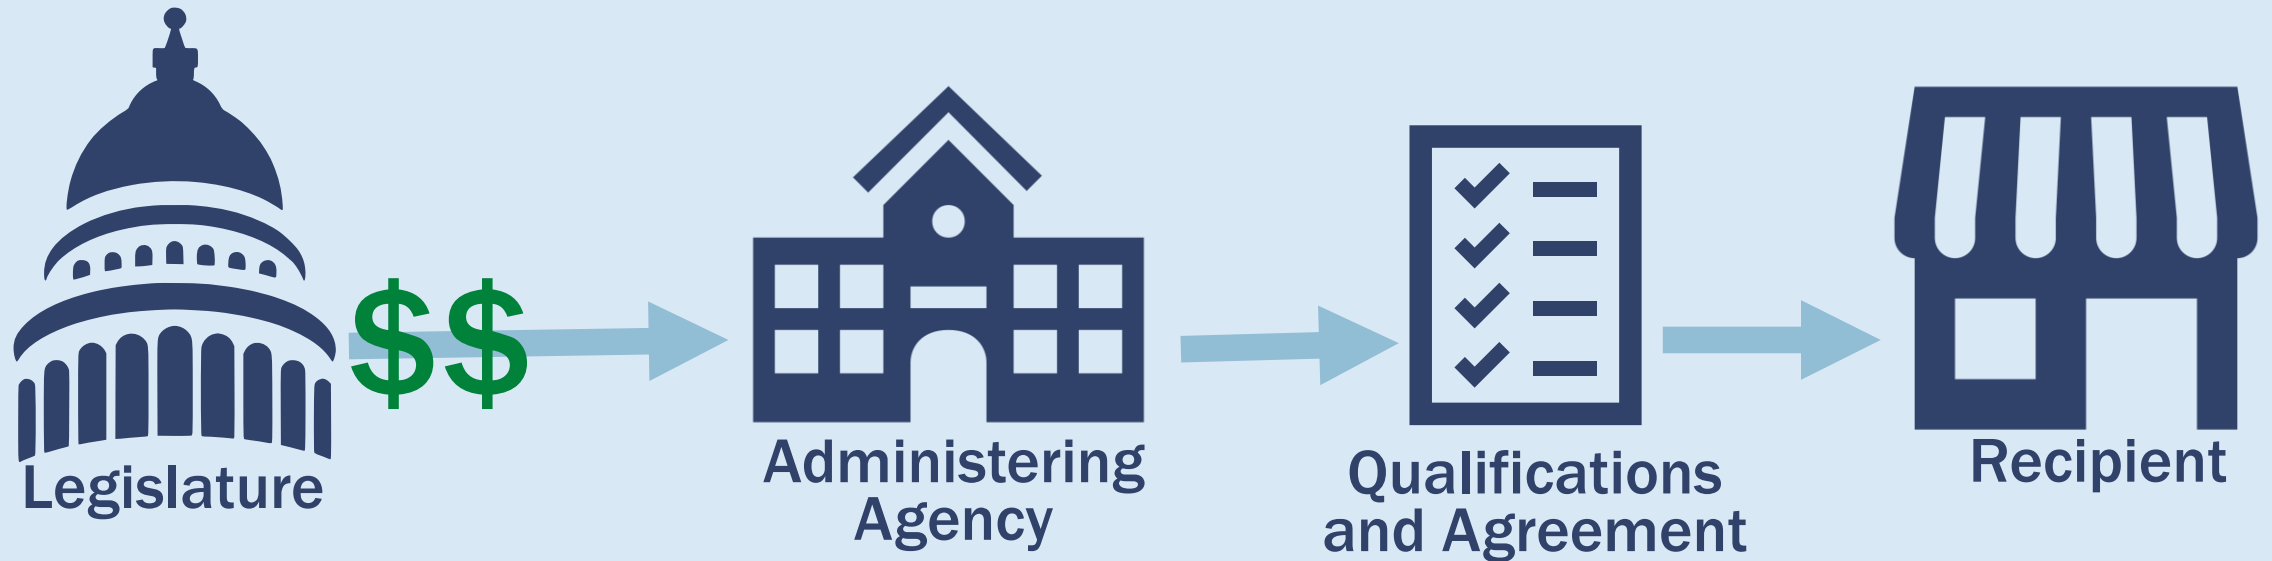 $$
Legislature
Administering
Agency
Qualifications
and Agreement
Recipient